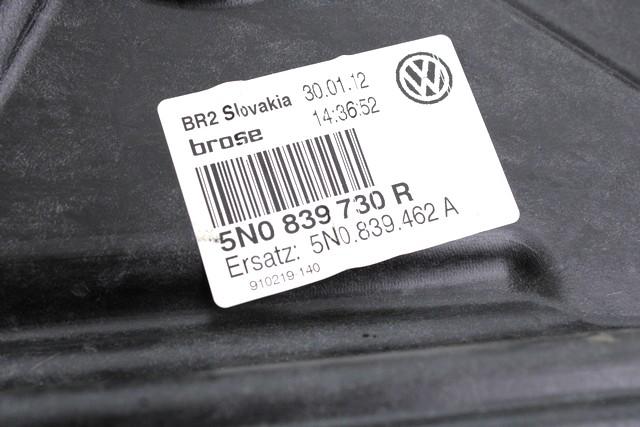 BR2 Slovakia 30.01.12
brose 14:36:52
5N0 839 730 R
Ersatz: 5N0.839.462 A
910219-140